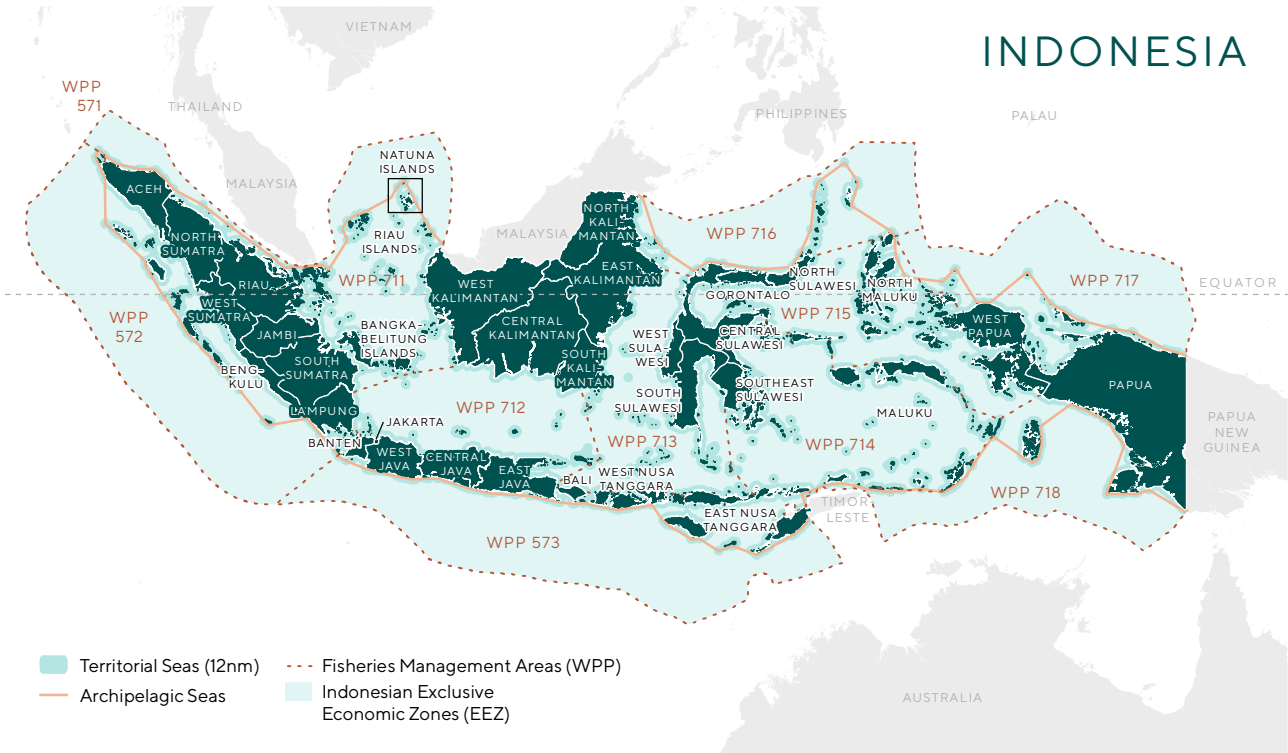 INDONESIA
VIETNAM
WPP
571
THAILAND
PHILIPPINES
PALAU
NATUNA
ISLANDS
MALAYSIA
ACEH
NORTH
SUMATRA
RIAU
ISLANDS
MALAYSIA
NORTH
KALI
MANTAN
WPP 716
WPP 711
RIAU
WEST
KALIMANTAN
EAST
KALIMANTAN
NORTH
SULAWESI
GORONTALO
NORTH
MALUKU
WPP 717
EQUATOR
WPP
572
WEST
SUMATRA
JAMBI
BANGKA-
BELITUNG
ISLANDS
CENTRAL
KALIMANTAN
WEST
SULA-
WESI
CENTRAL
SULAWESI
WPP 715
WEST
PAPUA
BENG-
KULU
SOUTH
SUMATRA
SOUTH
KALI-
MANTAN
SOUTH
SULAWESI
SOUTHEAST
SULAWESI
PAPUA
LAMPUNG
WPP 712
MALUKU
JAKARTA
BANTEN
WPP 713
WPP 714
PAPUA
NEW
GUINEA
WEST
JAVA
CENTRAL
JAVA
EAST
JAVA
BALI
WEST NUSA
TANGGARA
WPP 718
EAST NUSA
TANGGARA
TIMOR-
LESTE
WPP 573
AUSTRALIA
Territorial Seas (12nm)
Archipelagic Seas
Fisheries Management Areas (WPP)
Indonesian Exclusive
Economic Zones (EEZ)